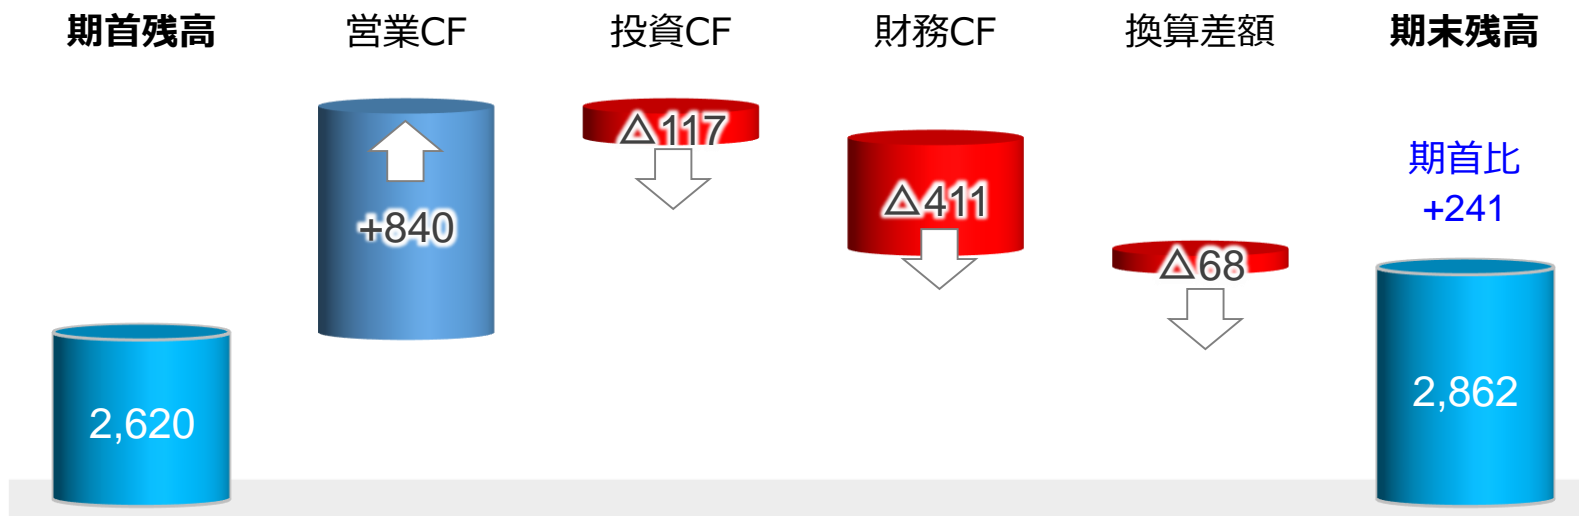 期首残高
営業CF
投資CF
財務CF
換算差額
期末残高
△117
△411
+840
△68
期首比
+241
2,620
2,862